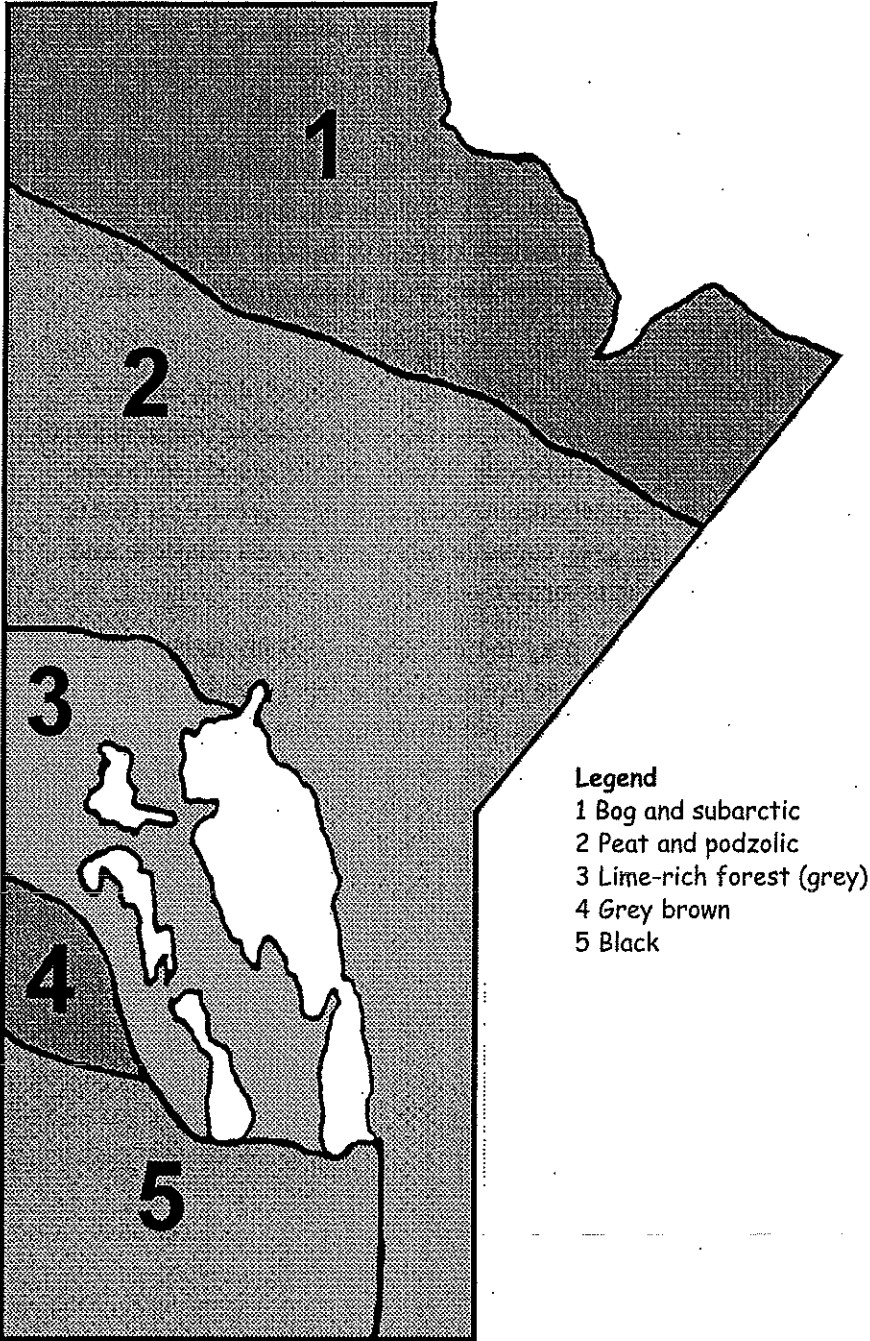 1
2
3
4
5
Legend
1 Bog and subarctic
2 Peat and podzolic
3 Lime-rich forest (grey)
4 Grey brown
5 Black